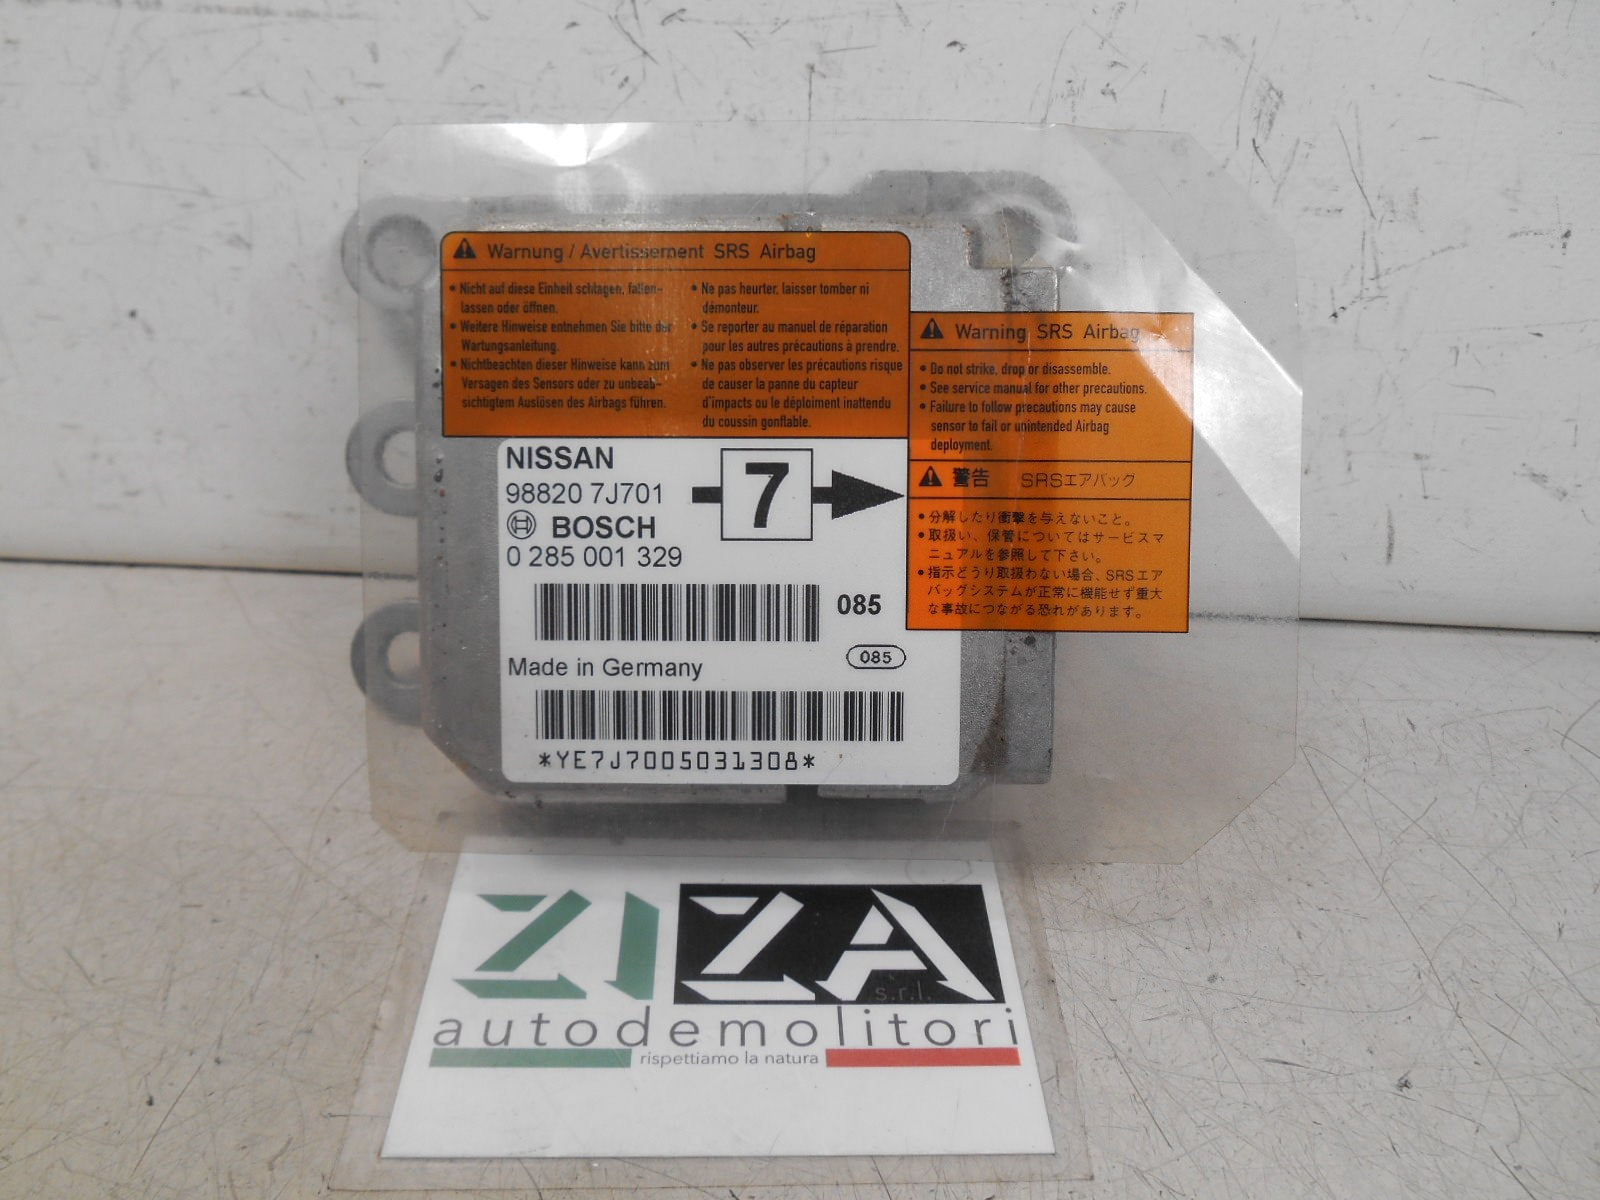 Warnung / Avertissement SRS Airbag
• Nicht auf diese Einheit schlagen, fallen-
lassen oder öffnen.
• Weitere Hinweise entnehmen Sie bitte der
Wartungsanleitung.
• Nichtbeachten dieser Hinweise kann zum
Versagen des Sensors oder zu unbeab-
sichtigtem Auslösen des Airbags führen.
• Ne pas heurter, laisser tomber ni
démonteur.
• Se reporter au manuel de réparation
pour les autres précautions à prendre.
• Ne pas observer les précautions risque
de causer la panne du capteur
d'impacts ou le déploiment inattendu
du coussin gonflable.
Warning SRS Airbag
• Do not strike, drop or disassemble.
• See service manual for other precautions.
• Failure to follow precautions may cause
sensor to fail or unintended Airbag
deployment.
警告 SRSエアバッグ
• 分解したり衝撃を与えないこと。
• 取扱い、保管についてはサービスマ
ニュアルを参照して下さい。
• 指示どうり取扱わない場合、SRSエア
バッグシステムが正常に機能せず重大
な事故につながる恐れがあります。
NISSAN
98820 7J701
7
BOSCH
0 285 001 329
085
Made in Germany
085
*YE7J7005031308*
ZIZA
s.r.l.
autodemolitori
rispettiamo la natura